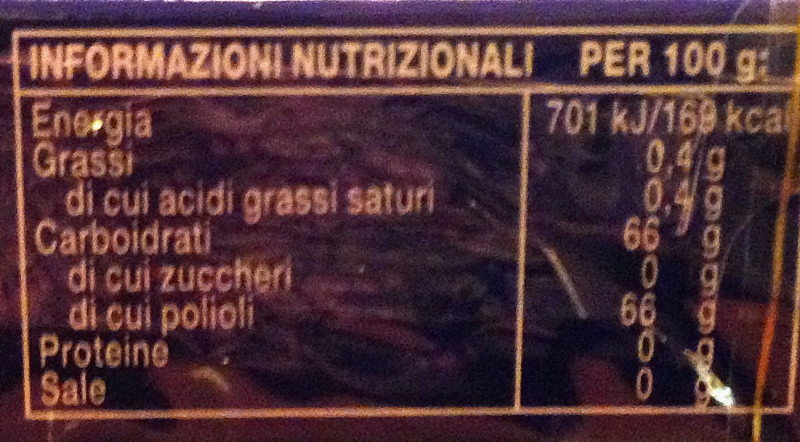 INFORMAZIONI NUTRIZIONALI PER 100 g:
Energia 701 kJ/169 kcal
Grassi 0,4 g
di cui acidi grassi saturi 0,4 g
Carboidrati 66 g
di cui zuccheri 0 g
di cui polioli 66 g
Proteine 0 g
Sale 0 g